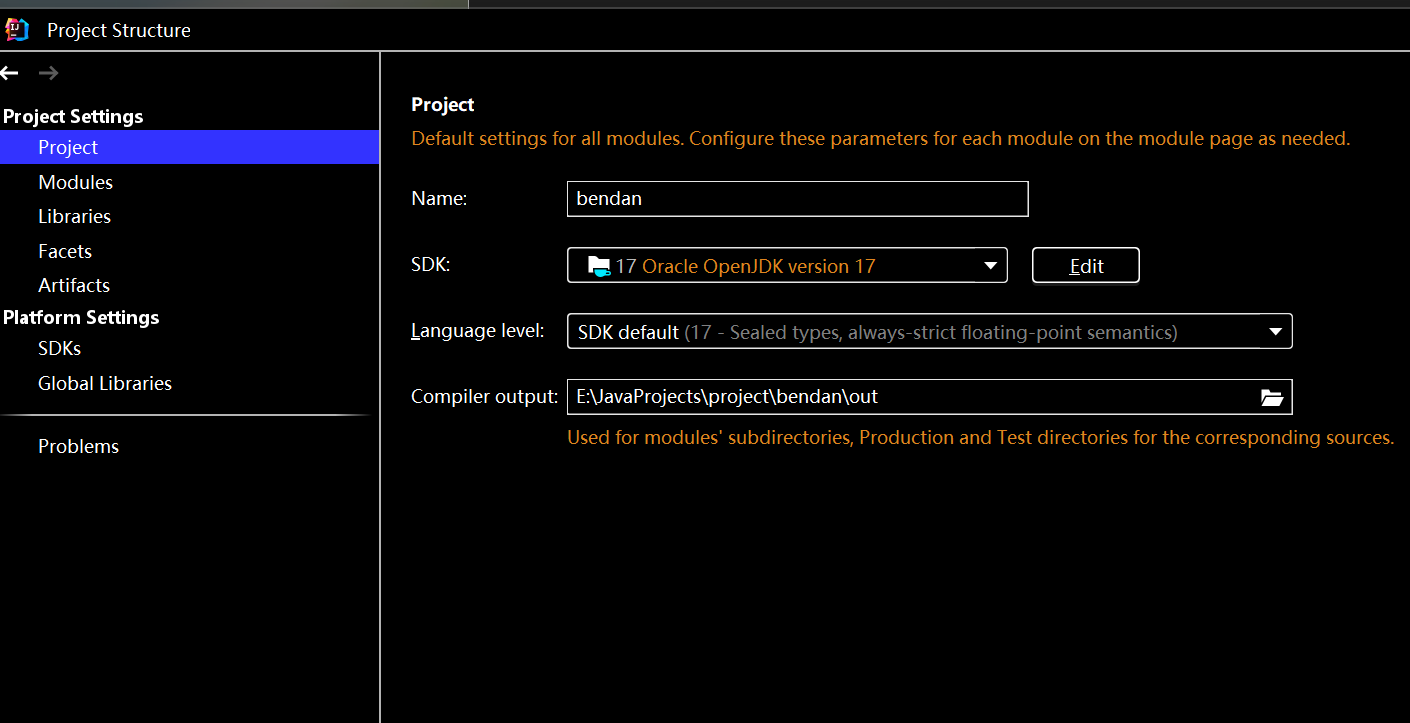 Project Structure
Project Settings
Project
Modules
Libraries
Facets
Artifacts
Platform Settings
SDKs
Global Libraries
Problems
Project
Default settings for all modules. Configure these parameters for each module on the module page as needed.
Name: bendan
SDK: 17 Oracle OpenJDK version 17 Edit
Language level: SDK default (17 - Sealed types, always-strict floating-point semantics)
Compiler output: E:\JavaProjects\project\bendan\out
Used for modules' subdirectories, Production and Test directories for the corresponding sources.